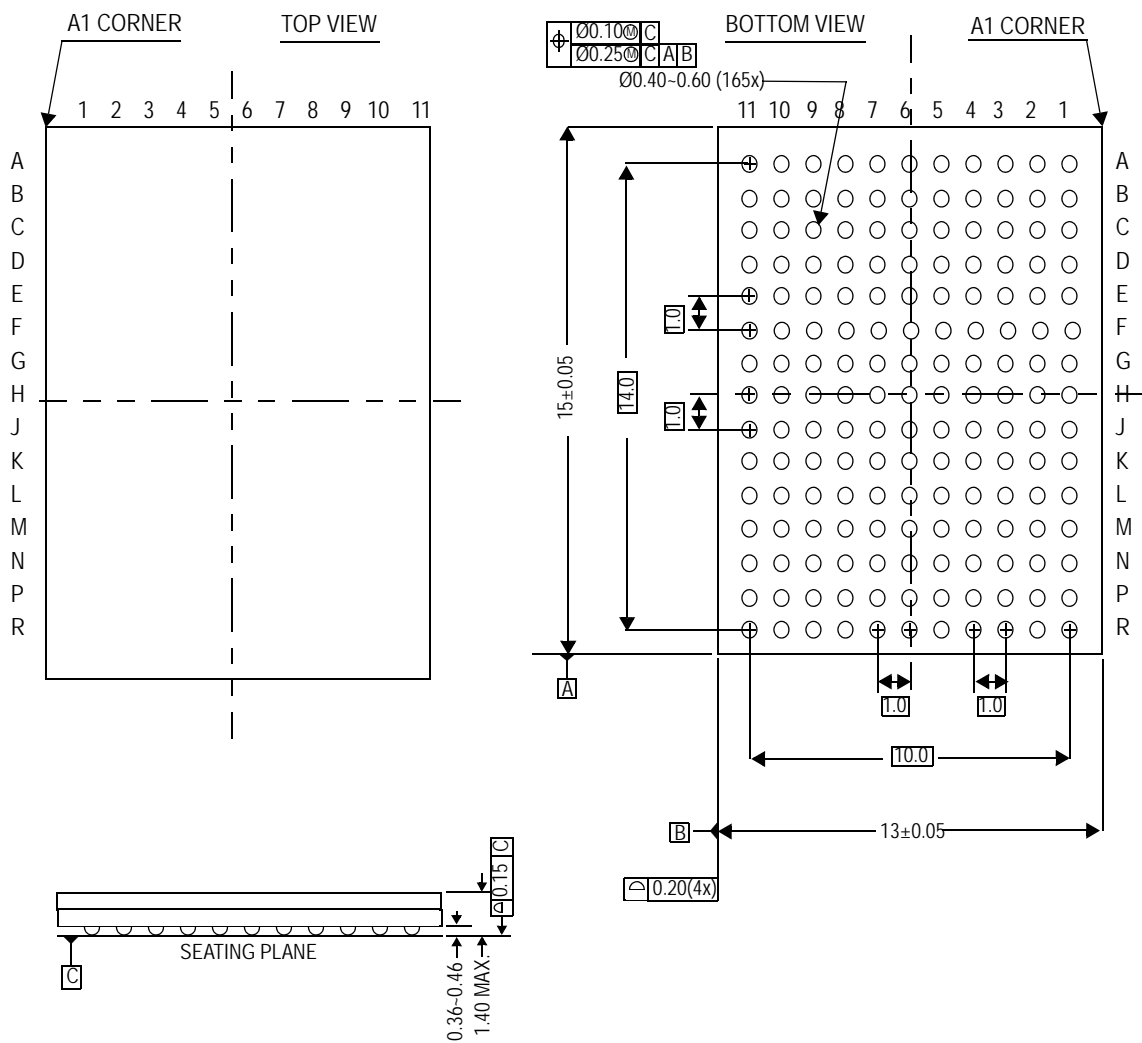 A1 CORNER
TOP VIEW
1 2 3 4 5 6 7 8 9 10 11
A
B
C
D
E
F
G
H
J
K
L
M
N
P
R
Ø0.10Ⓜ C
Ø0.25Ⓜ C A B
BOTTOM VIEW
A1 CORNER
Ø0.40~0.60 (165x)
11 10 9 8 7 6 5 4 3 2 1
A
B
C
D
E
F
G
H
J
K
L
M
N
P
R
1.0
1.0
15±0.05
14.0
A
1.0
1.0
10.0
B
13±0.05
0.20(4x)
0.15 C
SEATING PLANE
C
0.36~0.46
1.40 MAX.